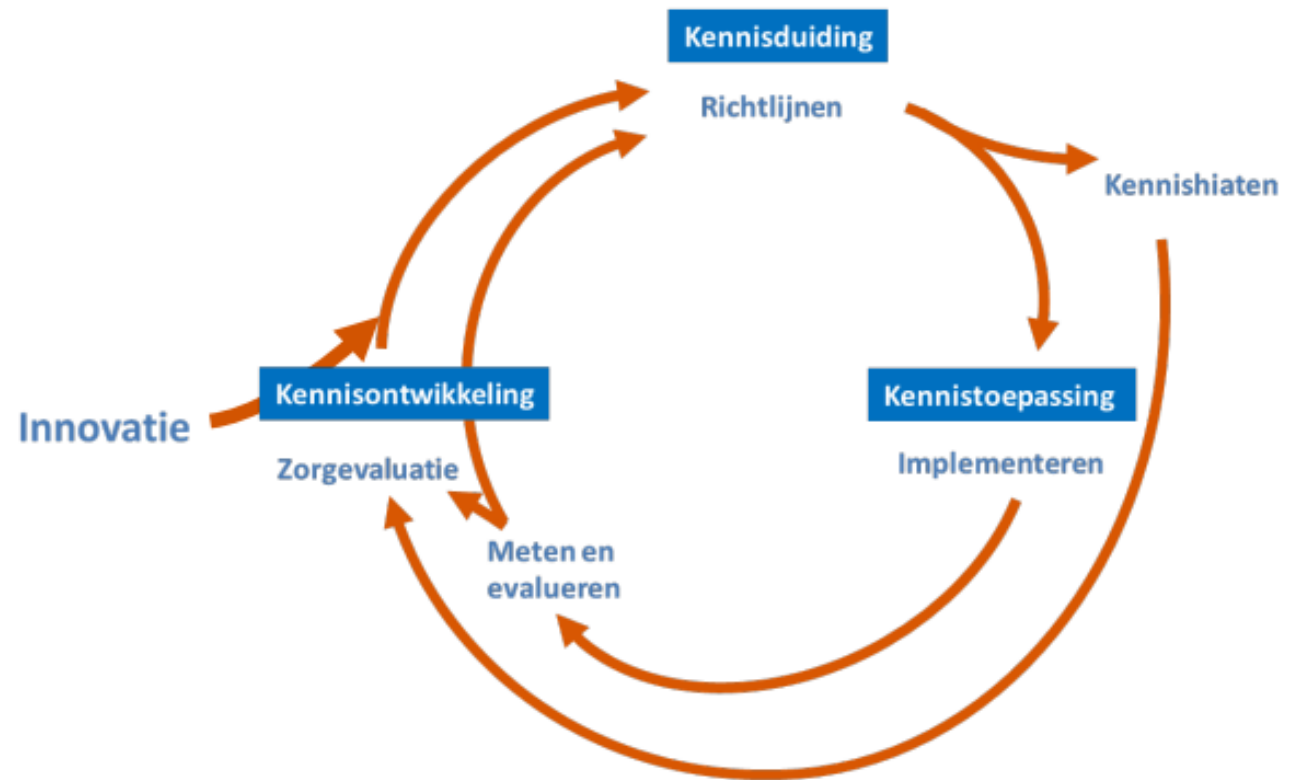 Kennisduiding
Richtlijnen
Kennishiaten
Kennisontwikkeling
Kennistoepassing
Innovatie
Zorgevaluatie
Implementeren
Meten en
evalueren